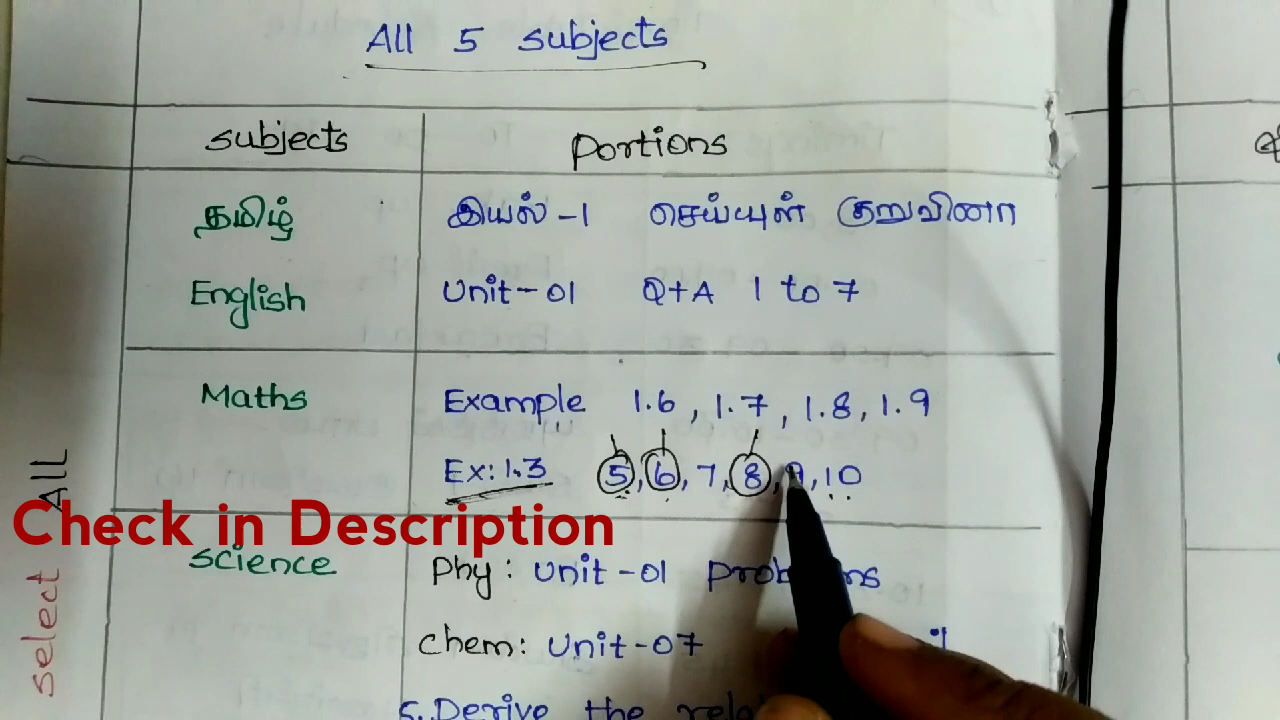 All 5 subjects
subjects Portions
தமிழ் இயல் -1 செய்யுள் குறுவினா
English Unit-01 Q+A 1 to 7
Maths Example 1.6, 1.7, 1.8, 1.9
Ex: 1.3 5, 6, 7, 8, 9, 10
select All
Check in Description
science Phy: Unit-01
Chem: Unit-07
5. Derive the